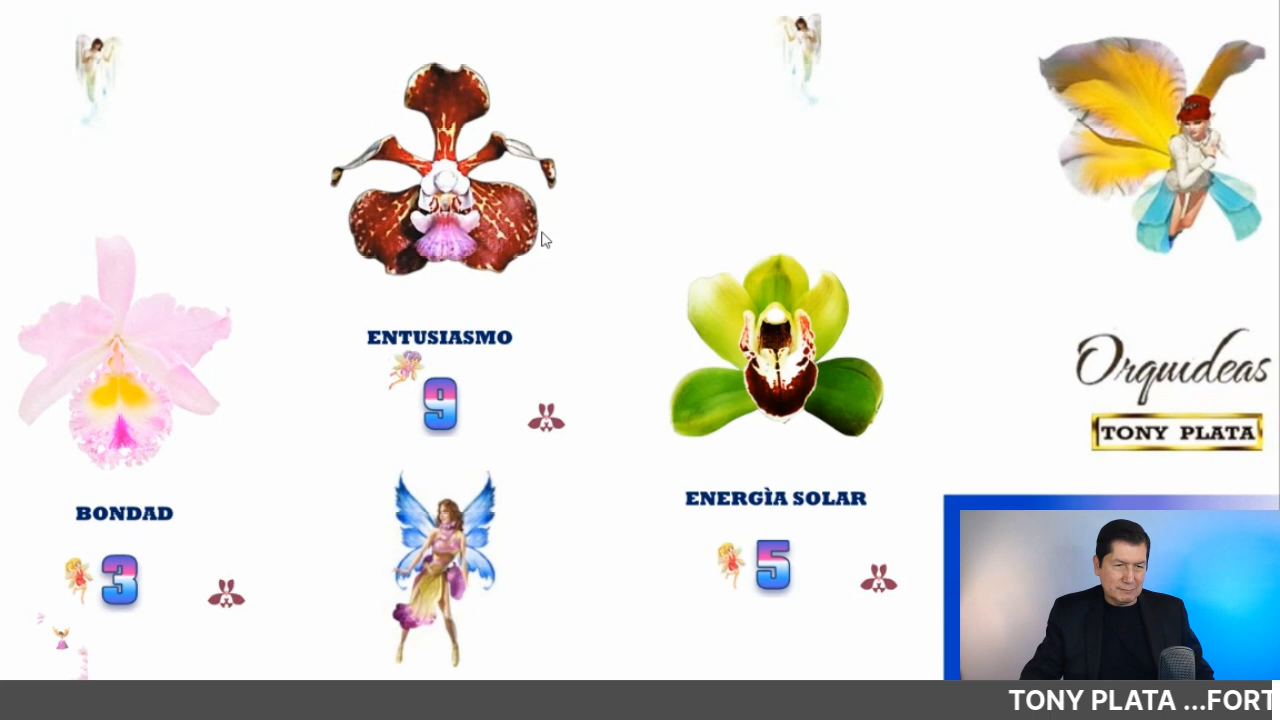 ENTUSIASMO
9
BONDAD
3
ENERGÌA SOLAR
5
Orquideas
TONY PLATA
TONY PLATA ...FORT